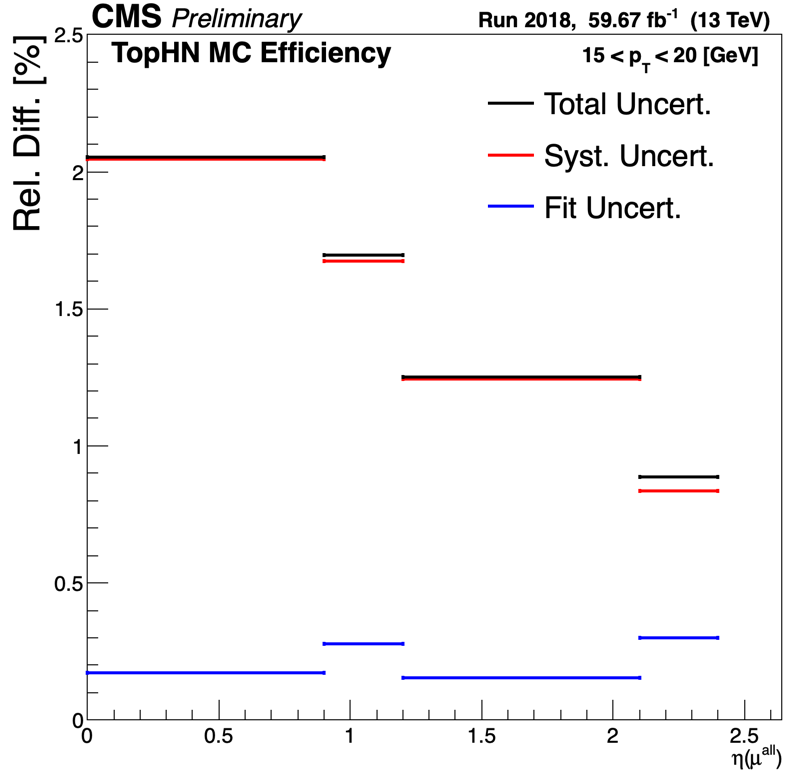 CMS Preliminary
Run 2018, 59.67 fb⁻¹ (13 TeV)
TopHN MC Efficiency
15 < p_T < 20 [GeV]
Total Uncert.
Syst. Uncert.
Fit Uncert.
Rel. Diff. [%]
2.5
2
1.5
1
0.5
0
0 0.5 1 1.5 2 2.5
η(μᵃˡˡ)